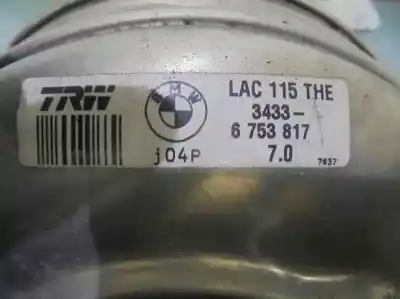 TRW
BMW
LAC 115 THE
3433-
6 753 817
j04P
7.0
7637